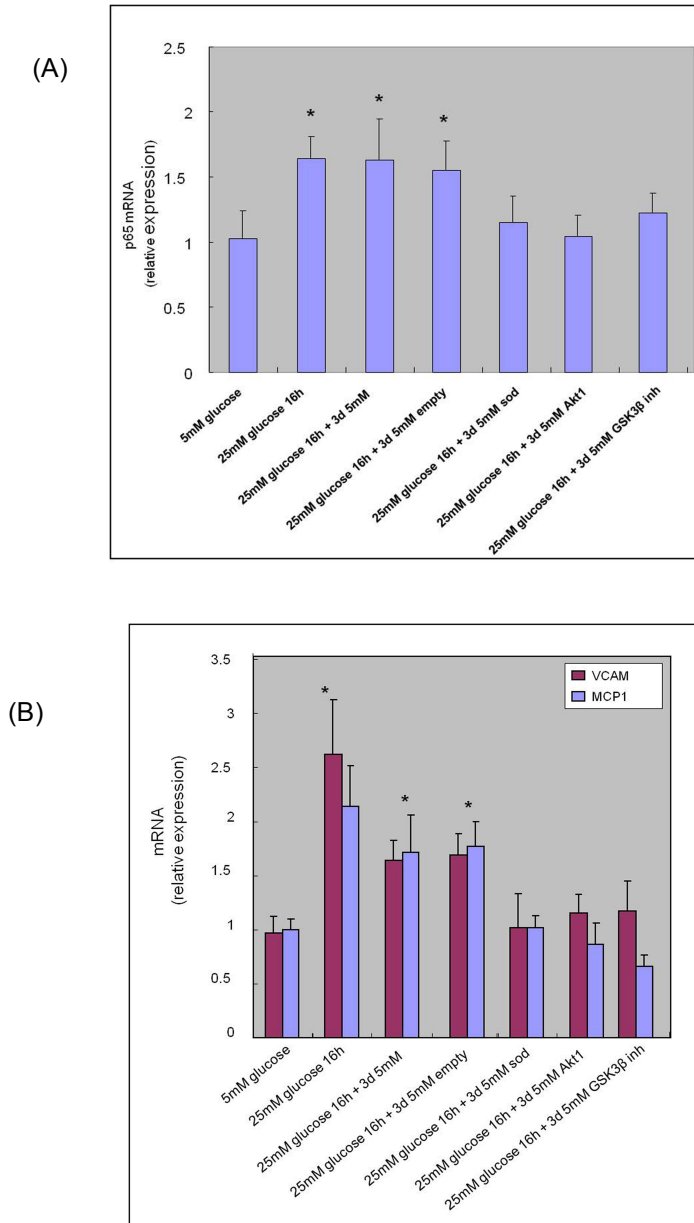 (A)
2.5
2
1.5
1
0.5
0
p65 mRNA
(relative expression)
*
*
*
5mM glucose
25mM glucose 16h
25mM glucose 16h + 3d 5mM
25mM glucose 16h + 3d 5mM empty
25mM glucose 16h + 3d 5mM sod
25mM glucose 16h + 3d 5mM Akt1
25mM glucose 16h + 3d 5mM GSK3β inh
(B)
3.5
3
2.5
2
1.5
1
0.5
0
mRNA
(relative expression)
VCAM
MCP1
*
*
*
5mM glucose
25mM glucose 16h
25mM glucose 16h + 3d 5mM
25mM glucose 16h + 3d 5mM empty
25mM glucose 16h + 3d 5mM sod
25mM glucose 16h + 3d 5mM Akt1
25mM glucose 16h + 3d 5mM GSK3β inh